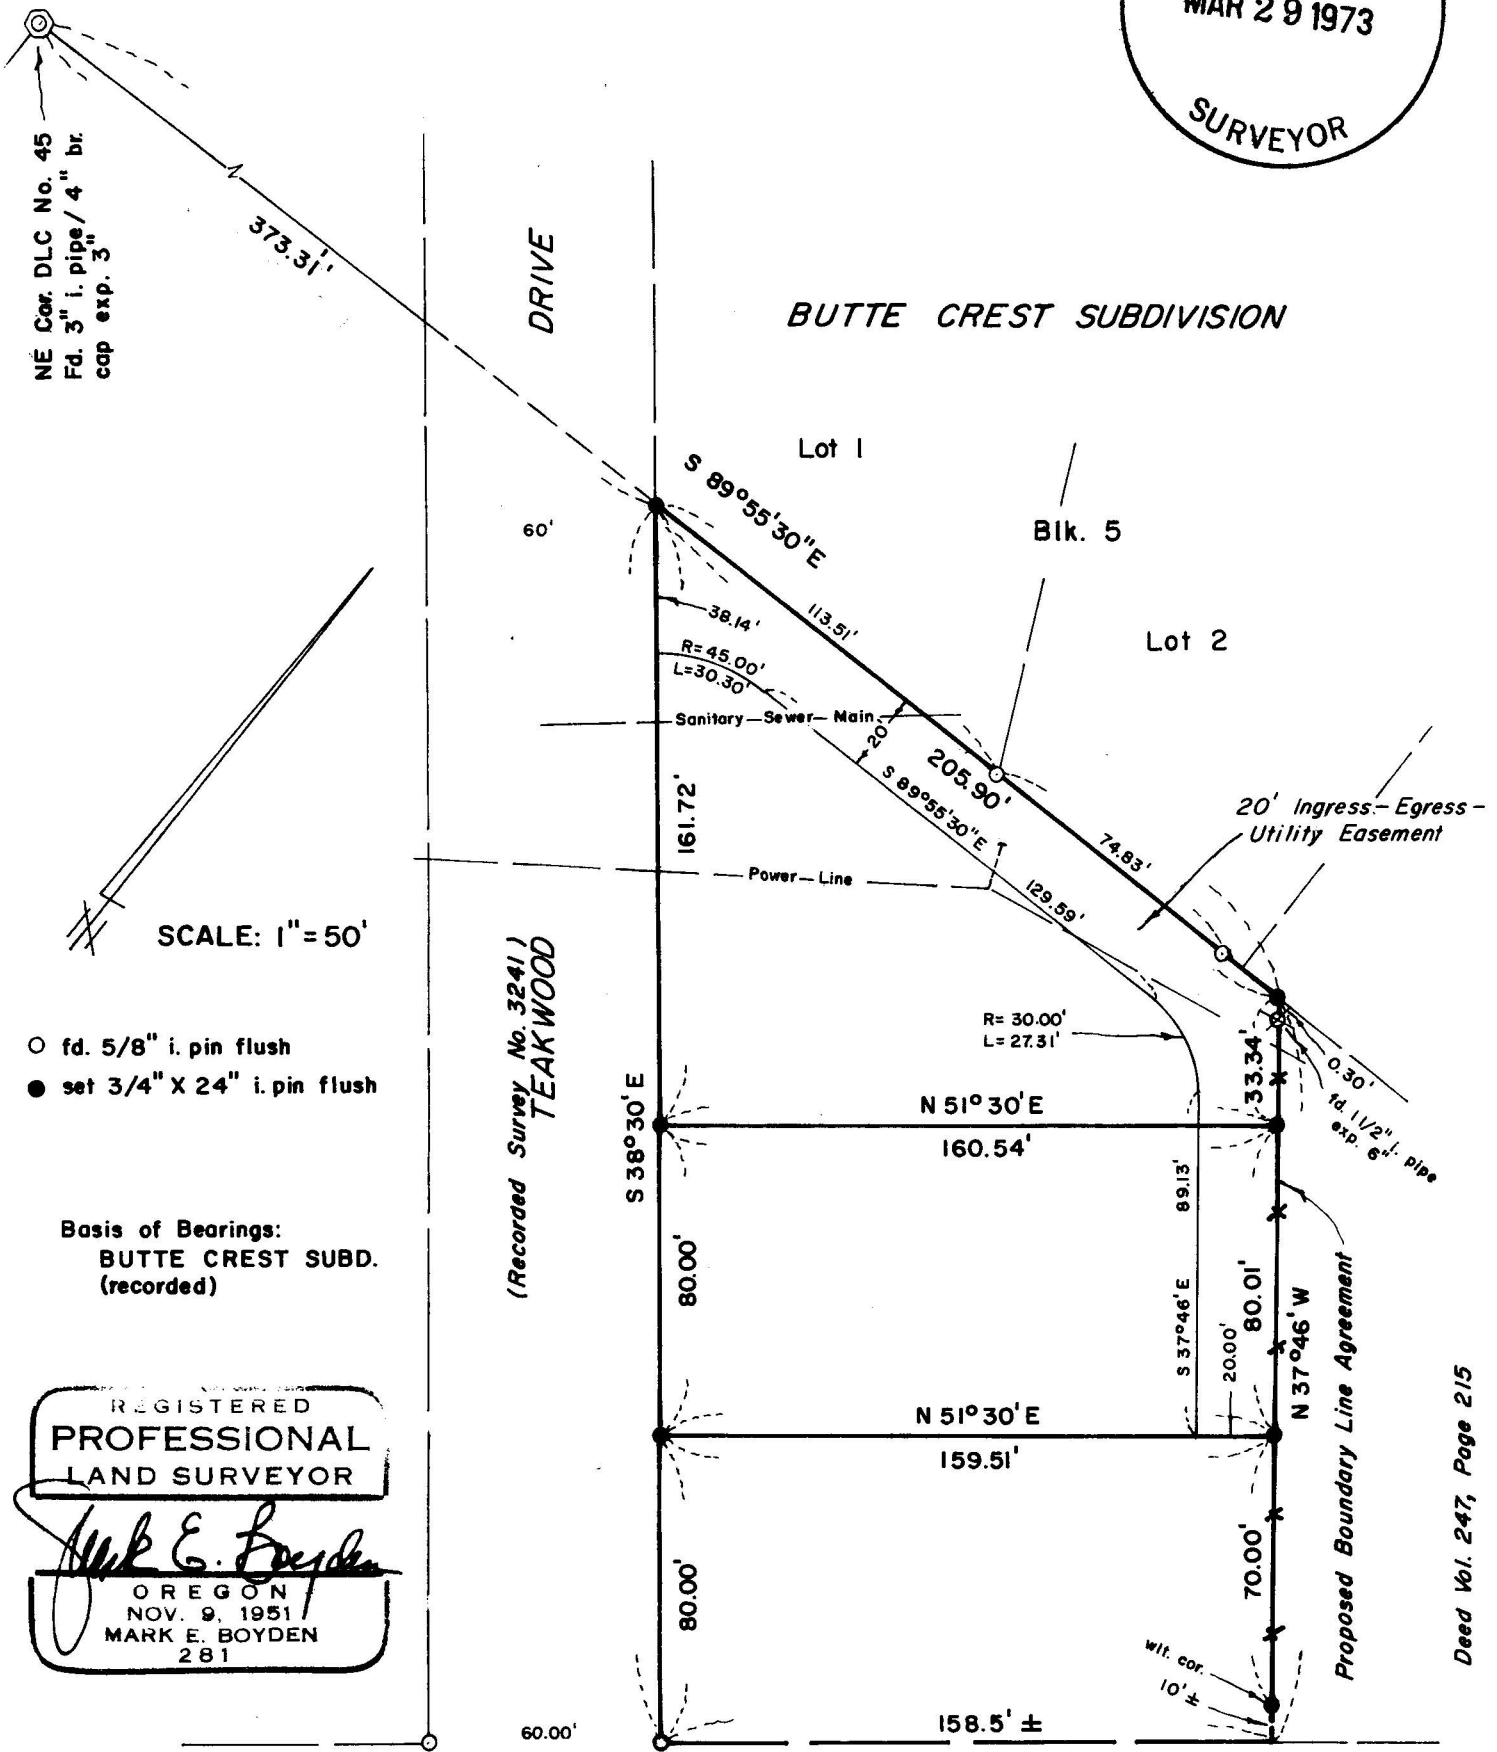 MAR 29 1973
SURVEYOR
NE Cor. DLC No. 45
Fd. 3" i. pipe / 4" br.
cap exp. 3"
373.31'
DRIVE
BUTTE CREST SUBDIVISION
Lot 1
S 89°55'30"E
Blk. 5
60'
113.51'
38.14'
Lot 2
R=45.00'
L=30.30'
Sanitary-Sewer-Main
20'
205.90'
S 89°55'30"E
161.72'
20' Ingress-Egress-
Utility Easement
74.83'
Power-Line
129.59'
SCALE: 1"=50'
(Recorded Survey No. 3241)
TEAKWOOD
fd. 5/8" i. pin flush
set 3/4" X 24" i. pin flush
R= 30.00'
L= 27.31'
33.34'
0.30'
fd. 1 1/2" i. pipe
exp. 6"
S 38°30' E
N 51°30'E
160.54'
89.13'
Basis of Bearings:
BUTTE CREST SUBD.
(recorded)
80.00'
S 37°46' E
80.01'
20.00'
N 37°46' W
Proposed Boundary Line Agreement
N 51°30'E
159.51'
Deed Vol. 247, Page 215
REGISTERED
PROFESSIONAL
LAND SURVEYOR
Mark E. Boyden
OREGON
NOV. 9, 1951
MARK E. BOYDEN
281
80.00'
70.00'
wit. cor.
10' ±
60.00'
158.5' ±